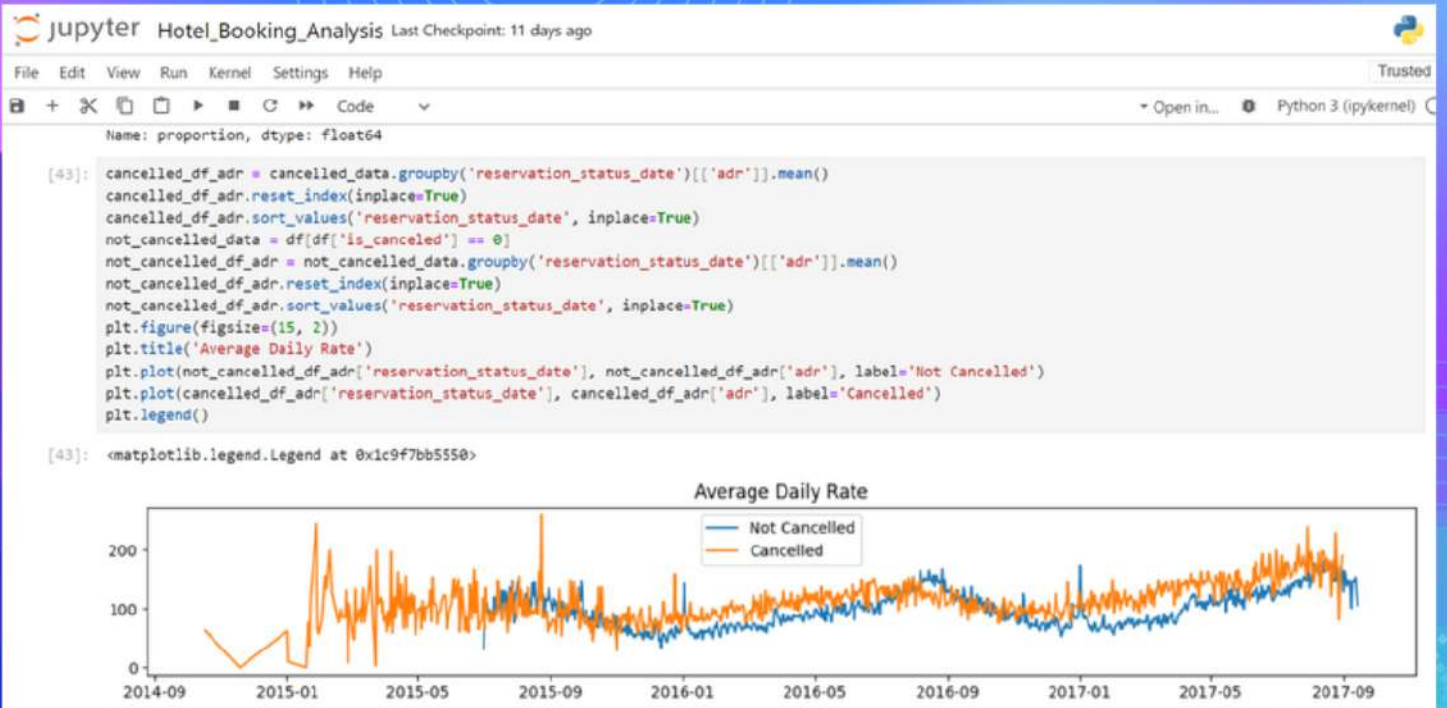 jupyter Hotel_Booking_Analysis Last Checkpoint: 11 days ago
File Edit View Run Kernel Settings Help Trusted
Code Open in... Python 3 (ipykernel)
Name: proportion, dtype: float64
[43]: cancelled_df_adr = cancelled_data.groupby('reservation_status_date')[['adr']].mean()
cancelled_df_adr.reset_index(inplace=True)
cancelled_df_adr.sort_values('reservation_status_date', inplace=True)
not_cancelled_data = df[df['is_canceled'] == 0]
not_cancelled_df_adr = not_cancelled_data.groupby('reservation_status_date')[['adr']].mean()
not_cancelled_df_adr.reset_index(inplace=True)
not_cancelled_df_adr.sort_values('reservation_status_date', inplace=True)
plt.figure(figsize=(15, 2))
plt.title('Average Daily Rate')
plt.plot(not_cancelled_df_adr['reservation_status_date'], not_cancelled_df_adr['adr'], label='Not Cancelled')
plt.plot(cancelled_df_adr['reservation_status_date'], cancelled_df_adr['adr'], label='Cancelled')
plt.legend()
[43]: <matplotlib.legend.Legend at 0x1c9f7bb5550>
Average Daily Rate
Not Cancelled
Cancelled
200
100
0
2014-09 2015-01 2015-05 2015-09 2016-01 2016-05 2016-09 2017-01 2017-05 2017-09